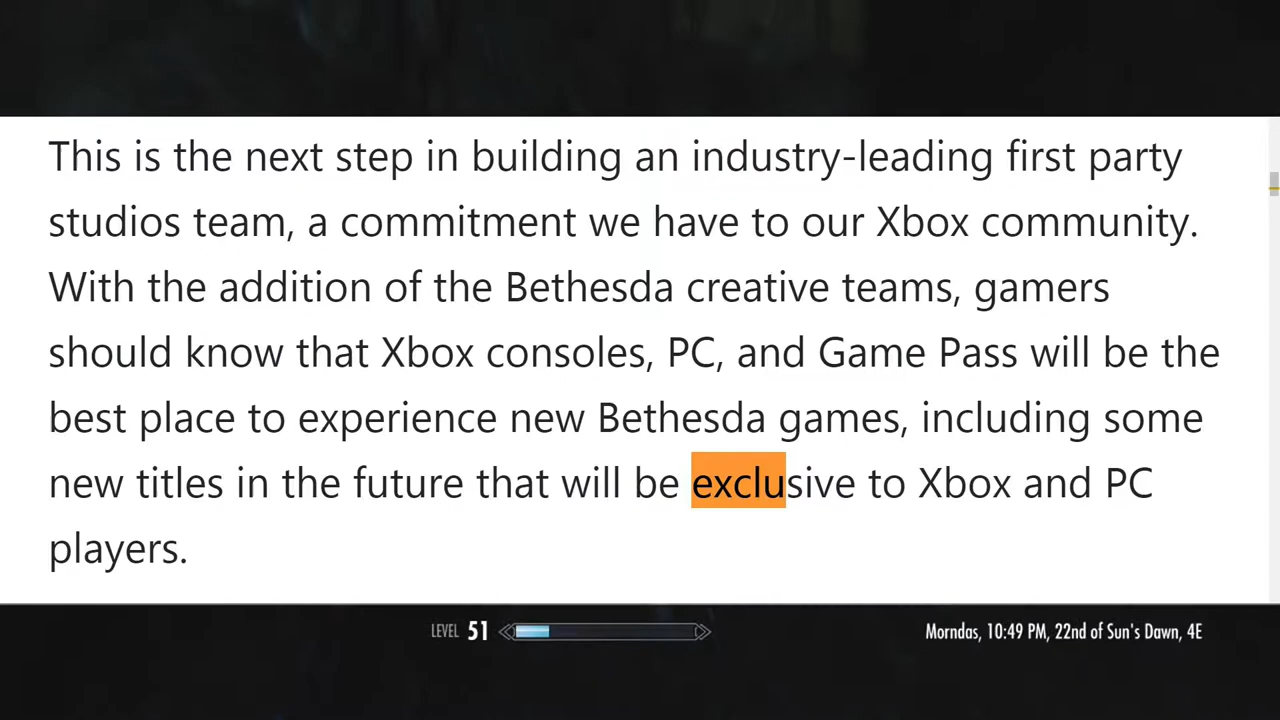 This is the next step in building an industry-leading first party
studios team, a commitment we have to our Xbox community.
With the addition of the Bethesda creative teams, gamers
should know that Xbox consoles, PC, and Game Pass will be the
best place to experience new Bethesda games, including some
new titles in the future that will be exclusive to Xbox and PC
players.
LEVEL 51
Morndas, 10:49 PM, 22nd of Sun's Dawn, 4E